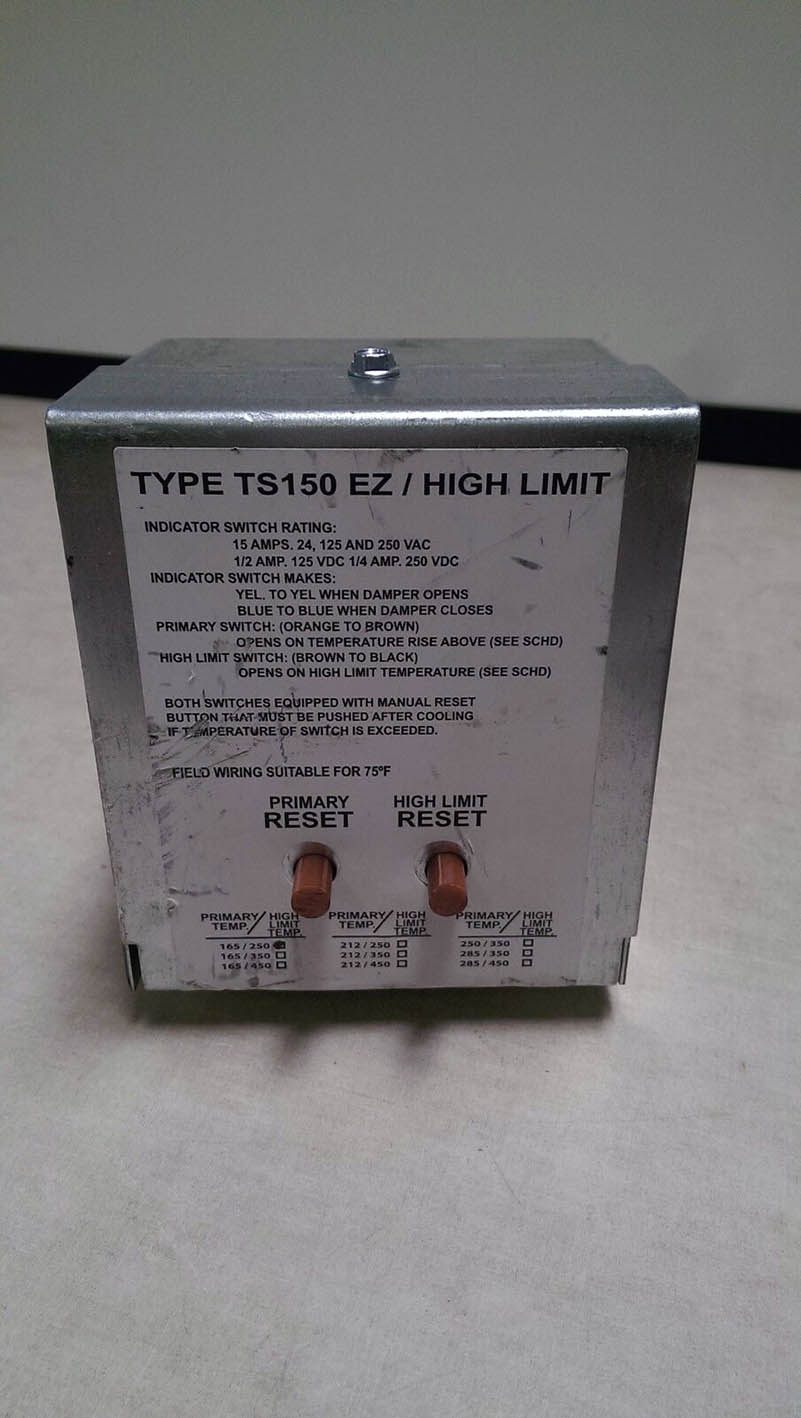 TYPE TS150 EZ / HIGH LIMIT
INDICATOR SWITCH RATING:
15 AMPS. 24, 125 AND 250 VAC
1/2 AMP. 125 VDC 1/4 AMP. 250 VDC
INDICATOR SWITCH MAKES:
YEL. TO YEL WHEN DAMPER OPENS
BLUE TO BLUE WHEN DAMPER CLOSES
PRIMARY SWITCH: (ORANGE TO BROWN)
OPENS ON TEMPERATURE RISE ABOVE (SEE SCHD)
HIGH LIMIT SWITCH: (BROWN TO BLACK)
OPENS ON HIGH LIMIT TEMPERATURE (SEE SCHD)
BOTH SWITCHES EQUIPPED WITH MANUAL RESET
BUTTON THAT MUST BE PUSHED AFTER COOLING
IF TEMPERATURE OF SWITCH IS EXCEEDED.
FIELD WIRING SUITABLE FOR 75°F
PRIMARY RESET
HIGH LIMIT RESET
PRIMARY TEMP. / HIGH LIMIT TEMP.
165 / 250
165 / 350
165 / 450
PRIMARY TEMP. / HIGH LIMIT TEMP.
212 / 250
212 / 350
212 / 450
PRIMARY TEMP. / HIGH LIMIT TEMP.
250 / 350
285 / 350
285 / 450